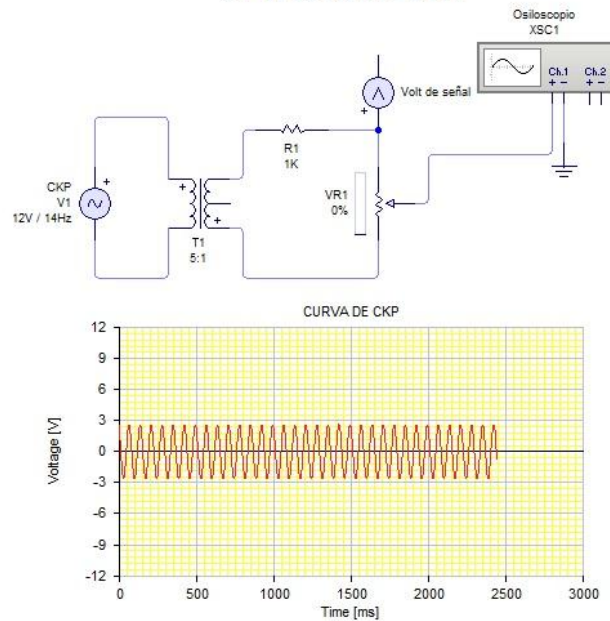 Osiloscopio
XSC1
Ch.1 Ch.2
+ − + −
Volt de señal
+
R1
1K
CKP
V1
12V / 14Hz
+
+
+
T1
5:1
VR1
0%
CURVA DE CKP
Voltage [V]
12
9
6
3
0
-3
-6
-9
-12
0 500 1000 1500 2000 2500 3000
Time [ms]